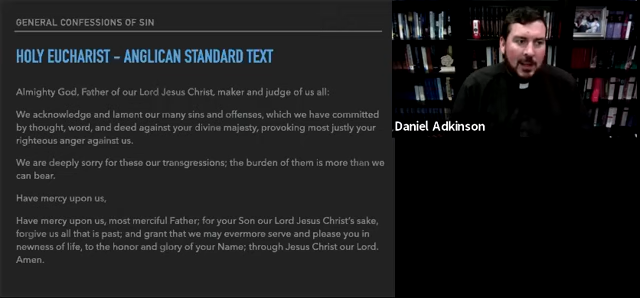 GENERAL CONFESSIONS OF SIN
HOLY EUCHARIST - ANGLICAN STANDARD TEXT
Almighty God, Father of our Lord Jesus Christ, maker and judge of us all:
We acknowledge and lament our many sins and offenses, which we have committed
by thought, word, and deed against your divine majesty, provoking most justly your
righteous anger against us.
We are deeply sorry for these our transgressions; the burden of them is more than we
can bear.
Have mercy upon us,
Have mercy upon us, most merciful Father; for your Son our Lord Jesus Christ's sake,
forgive us all that is past; and grant that we may evermore serve and please you in
newness of life, to the honor and glory of your Name; through Jesus Christ our Lord.
Amen.
Daniel Adkinson